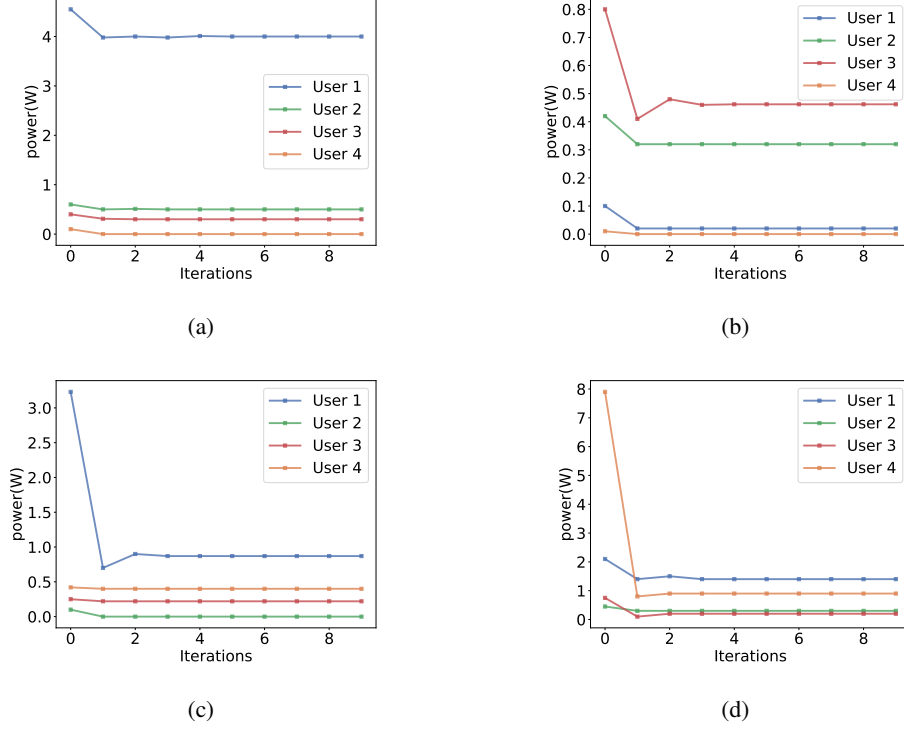 4
3
2
1
0
power(W)
0 2 4 6 8
Iterations
User 1
User 2
User 3
User 4
(a)
0.8
0.7
0.6
0.5
0.4
0.3
0.2
0.1
0.0
power(W)
0 2 4 6 8
Iterations
User 1
User 2
User 3
User 4
(b)
3.0
2.5
2.0
1.5
1.0
0.5
0.0
power(W)
0 2 4 6 8
Iterations
User 1
User 2
User 3
User 4
(c)
8
7
6
5
4
3
2
1
0
power(W)
0 2 4 6 8
Iterations
User 1
User 2
User 3
User 4
(d)